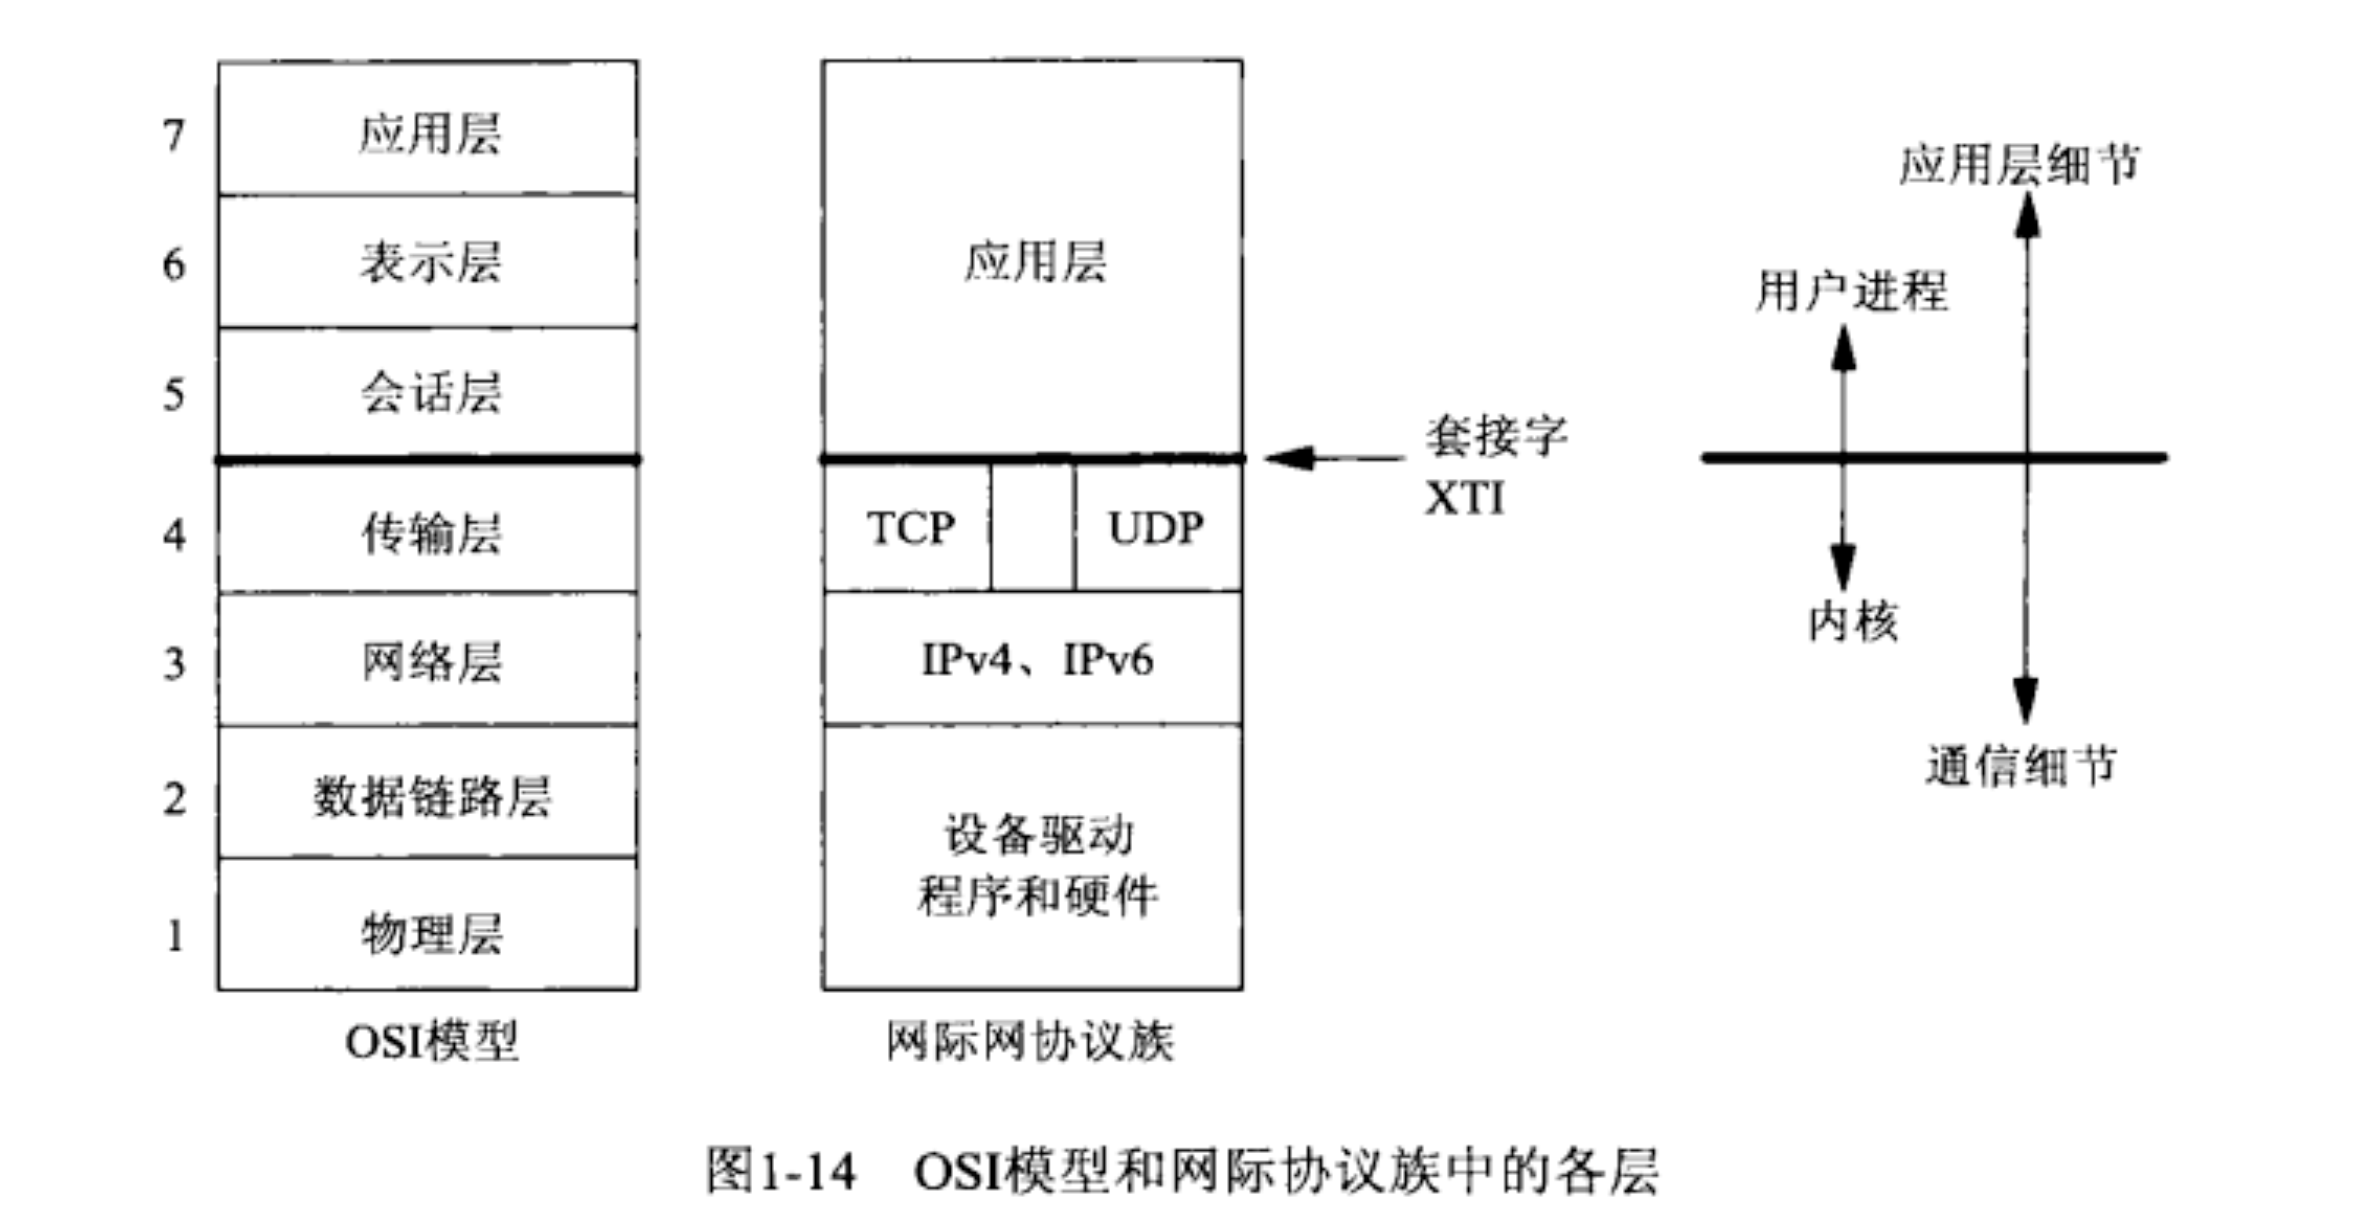 7
应用层
6
表示层
5
会话层
4
传输层
3
网络层
2
数据链路层
1
物理层
OSI模型
应用层
TCP
UDP
IPv4、IPv6
设备驱动
程序和硬件
网际网协议族
套接字
XTI
应用层细节
用户进程
内核
通信细节
图1-14 OSI模型和网际协议族中的各层